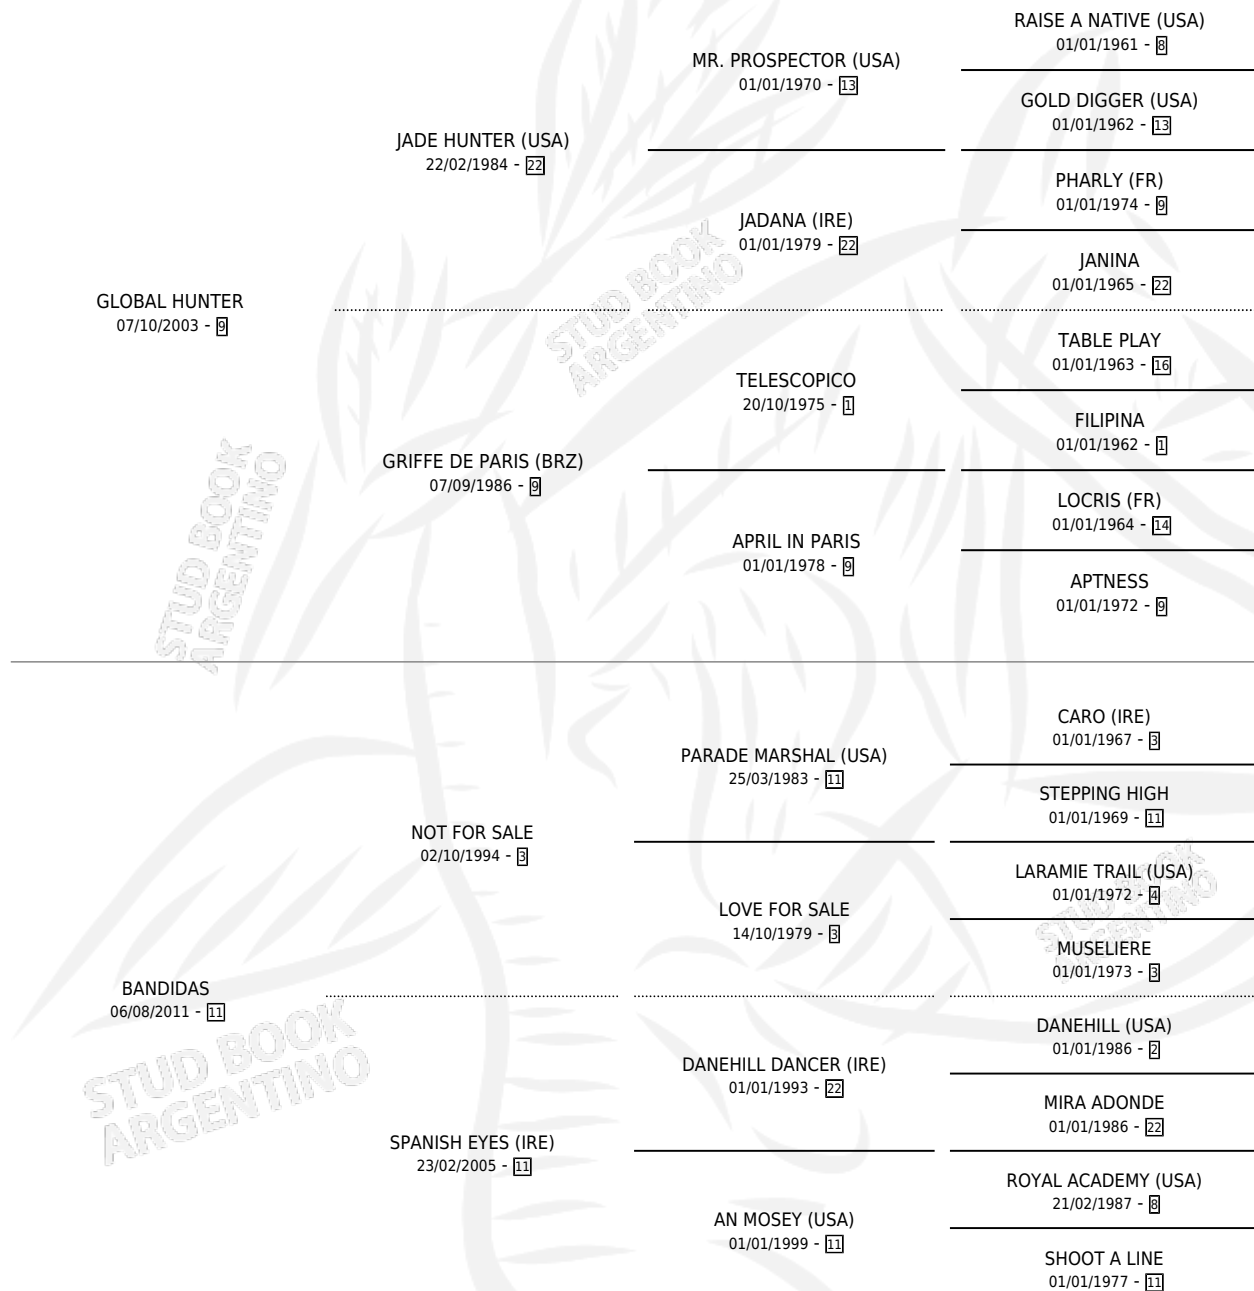 RAISE A NATIVE (USA)
01/01/1961 - 8
MR. PROSPECTOR (USA)
01/01/1970 - 13
GOLD DIGGER (USA)
01/01/1962 - 13
JADE HUNTER (USA)
22/02/1984 - 22
PHARLY (FR)
01/01/1974 - 9
JADANA (IRE)
01/01/1979 - 22
JANINA
01/01/1965 - 22
GLOBAL HUNTER
07/10/2003 - 9
TABLE PLAY
01/01/1963 - 16
TELESCOPICO
20/10/1975 - 1
FILIPINA
01/01/1962 - 1
GRIFFE DE PARIS (BRZ)
07/09/1986 - 9
LOCRIS (FR)
01/01/1964 - 14
APRIL IN PARIS
01/01/1978 - 9
APTNESS
01/01/1972 - 9
CARO (IRE)
01/01/1967 - 3
PARADE MARSHAL (USA)
25/03/1983 - 11
STEPPING HIGH
01/01/1969 - 11
NOT FOR SALE
02/10/1994 - 3
LARAMIE TRAIL (USA)
01/01/1972 - 4
LOVE FOR SALE
14/10/1979 - 3
MUSELIERE
01/01/1973 - 3
BANDIDAS
06/08/2011 - 11
DANEHILL (USA)
01/01/1986 - 2
DANEHILL DANCER (IRE)
01/01/1993 - 22
MIRA ADONDE
01/01/1986 - 22
SPANISH EYES (IRE)
23/02/2005 - 11
ROYAL ACADEMY (USA)
21/02/1987 - 8
AN MOSEY (USA)
01/01/1999 - 11
SHOOT A LINE
01/01/1977 - 11
STUD BOOK
ARGENTINO
STUD BOOK
ARGENTINO
STUD BOOK
ARGENTINO
STUD BOOK
ARGENTINO